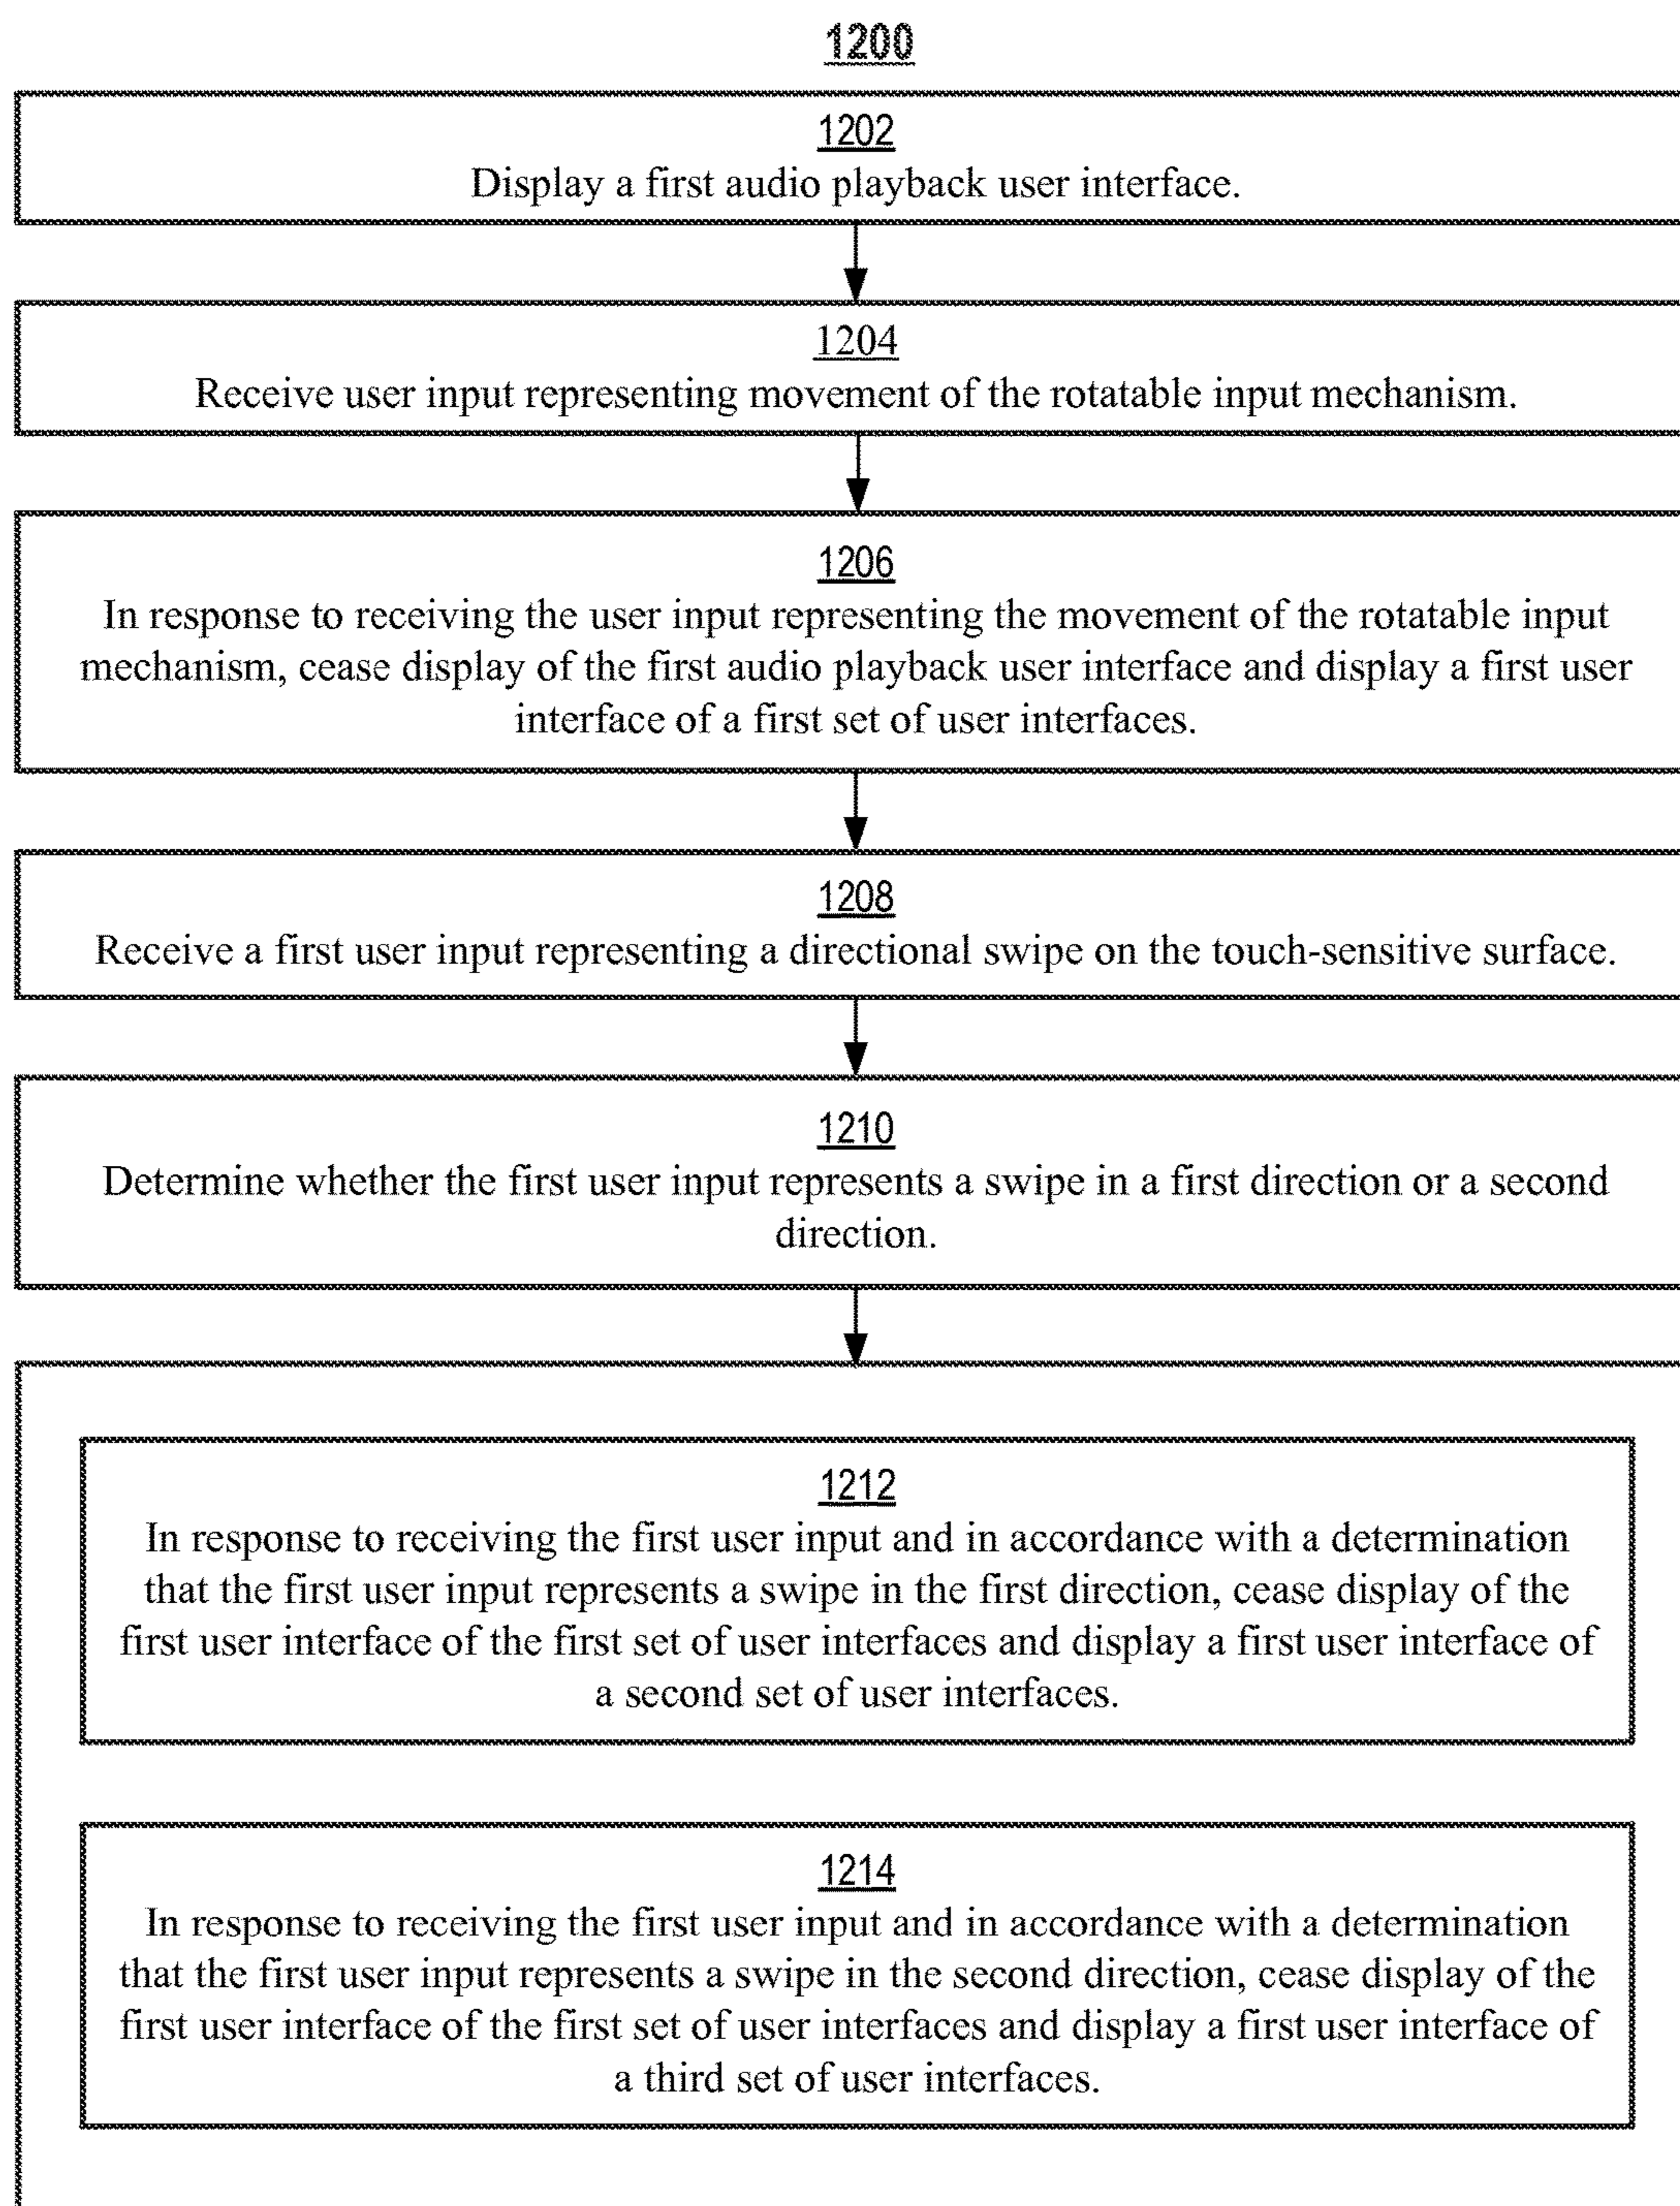 1200
1202
Display a first audio playback user interface.
1204
Receive user input representing movement of the rotatable input mechanism.
1206
In response to receiving the user input representing the movement of the rotatable input
mechanism, cease display of the first audio playback user interface and display a first user
interface of a first set of user interfaces.
1208
Receive a first user input representing a directional swipe on the touch-sensitive surface.
1210
Determine whether the first user input represents a swipe in a first direction or a second
direction.
1212
In response to receiving the first user input and in accordance with a determination
that the first user input represents a swipe in the first direction, cease display of the
first user interface of the first set of user interfaces and display a first user interface of
a second set of user interfaces.
1214
In response to receiving the first user input and in accordance with a determination
that the first user input represents a swipe in the second direction, cease display of the
first user interface of the first set of user interfaces and display a first user interface of
a third set of user interfaces.